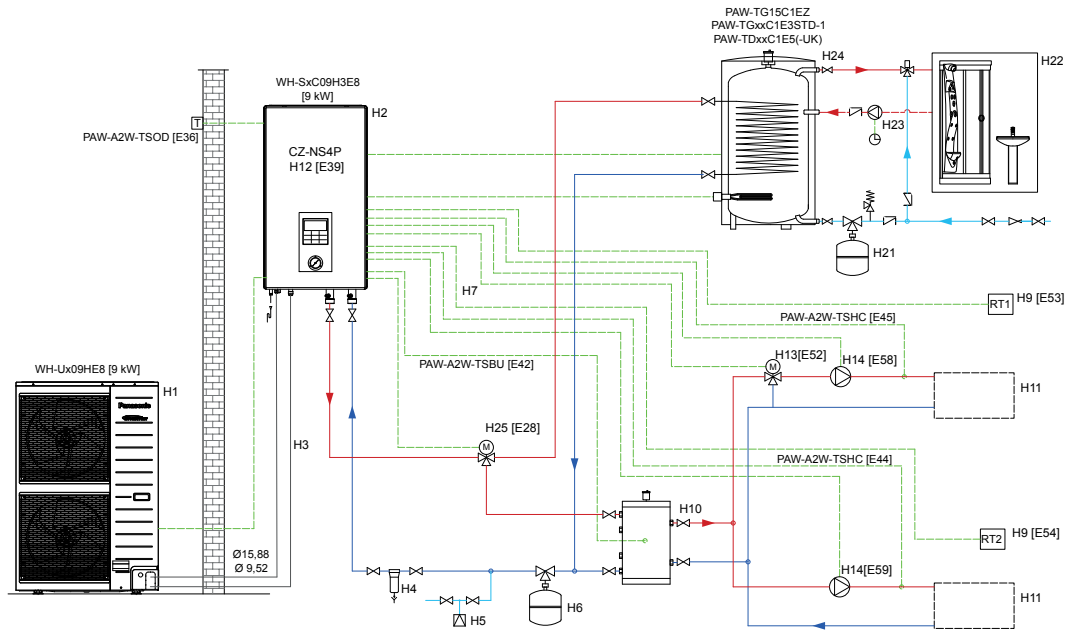 PAW-TG15C1EZ
PAW-TGxxC1E3STD-1
PAW-TDxxC1E5(-UK)
H24
H22
WH-SxC09H3E8
[9 kW]
H2
T
PAW-A2W-TSOD [E36]
CZ-NS4P
H12 [E39]
H23
H21
H7
RT1
H9 [E53]
PAW-A2W-TSHC [E45]
PAW-A2W-TSBU [E42]
M
H13[E52]
H14 [E58]
WH-Ux09HE8 [9 kW]
H1
Panasonic
H11
H3
M
H25 [E28]
PAW-A2W-TSHC [E44]
H10
RT2
H9 [E54]
Ø15,88
Ø 9,52
H4
H14[E59]
H11
H6
H5